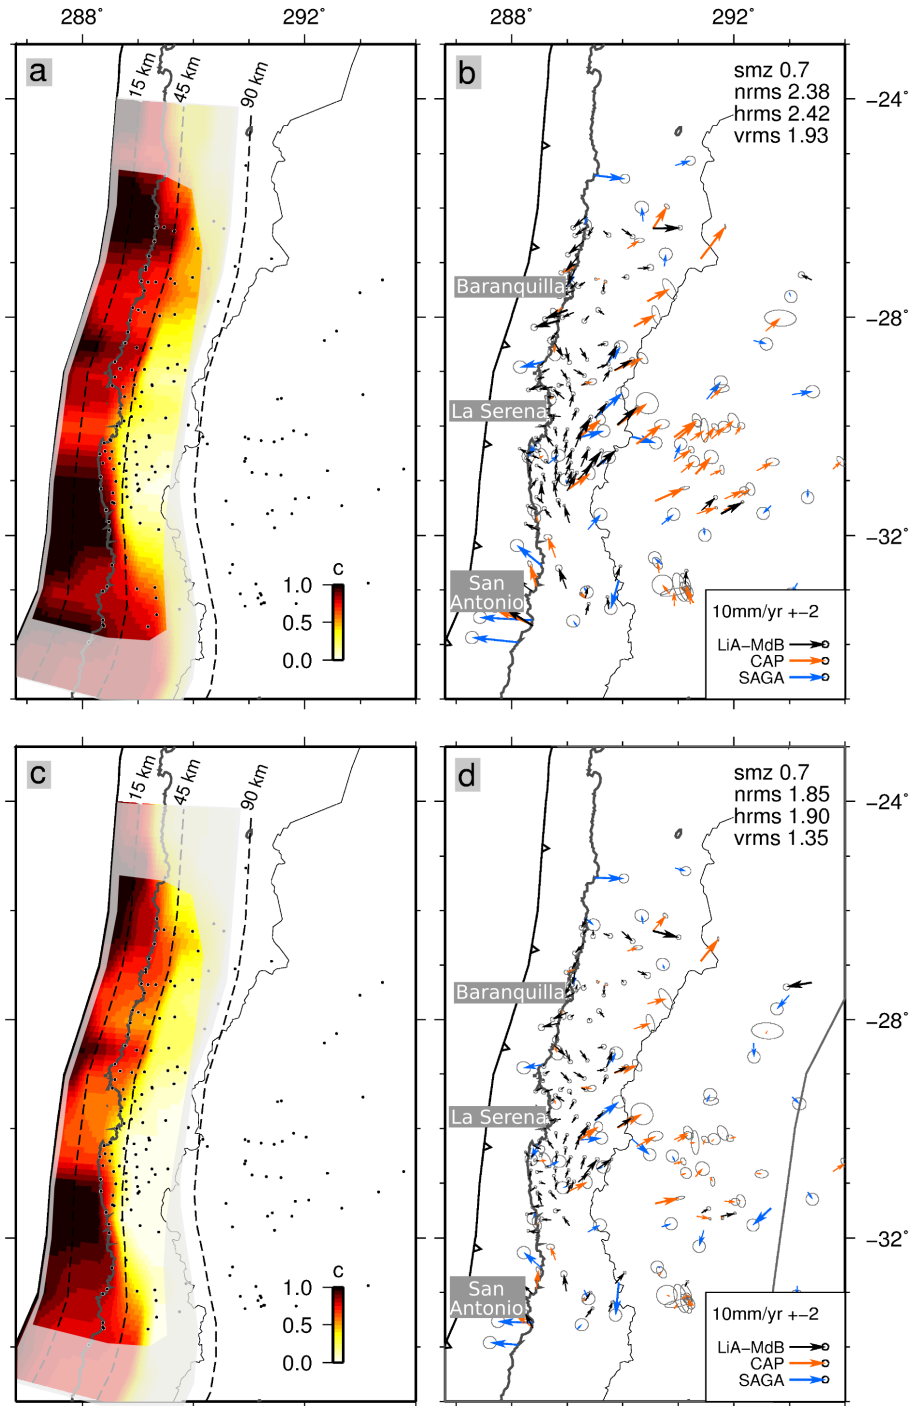 288°
292°
288°
292°
a
15 km
45 km
90 km
c
1.0
0.5
0.0
b
smz 0.7
nrms 2.38
hrms 2.42
vrms 1.93
−24°
Baranquilla
−28°
La Serena
−32°
San
Antonio
10mm/yr +−2
LiA−MdB
CAP
SAGA
c
15 km
45 km
90 km
c
1.0
0.5
0.0
d
smz 0.7
nrms 1.85
hrms 1.90
vrms 1.35
−24°
Baranquilla
−28°
La Serena
−32°
San
Antonio
10mm/yr +−2
LiA−MdB
CAP
SAGA